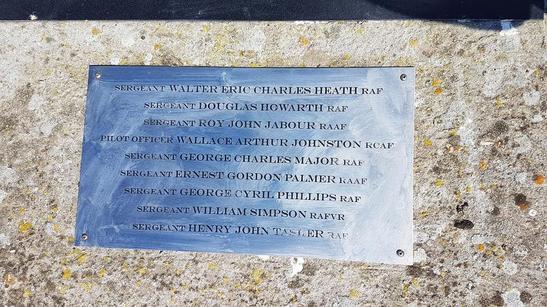 SERGEANT WALTER ERIC CHARLES HEATH RAF
SERGEANT DOUGLAS HOWARTH RAF
SERGEANT ROY JOHN JABOUR RAAF
PILOT OFFICER WALLACE ARTHUR JOHNSTON RCAF
SERGEANT GEORGE CHARLES MAJOR RAF
SERGEANT ERNEST GORDON PALMER RAAF
SERGEANT GEORGE CYRIL PHILLIPS RAF
SERGEANT WILLIAM SIMPSON RAFVR
SERGEANT HENRY JOHN RAF